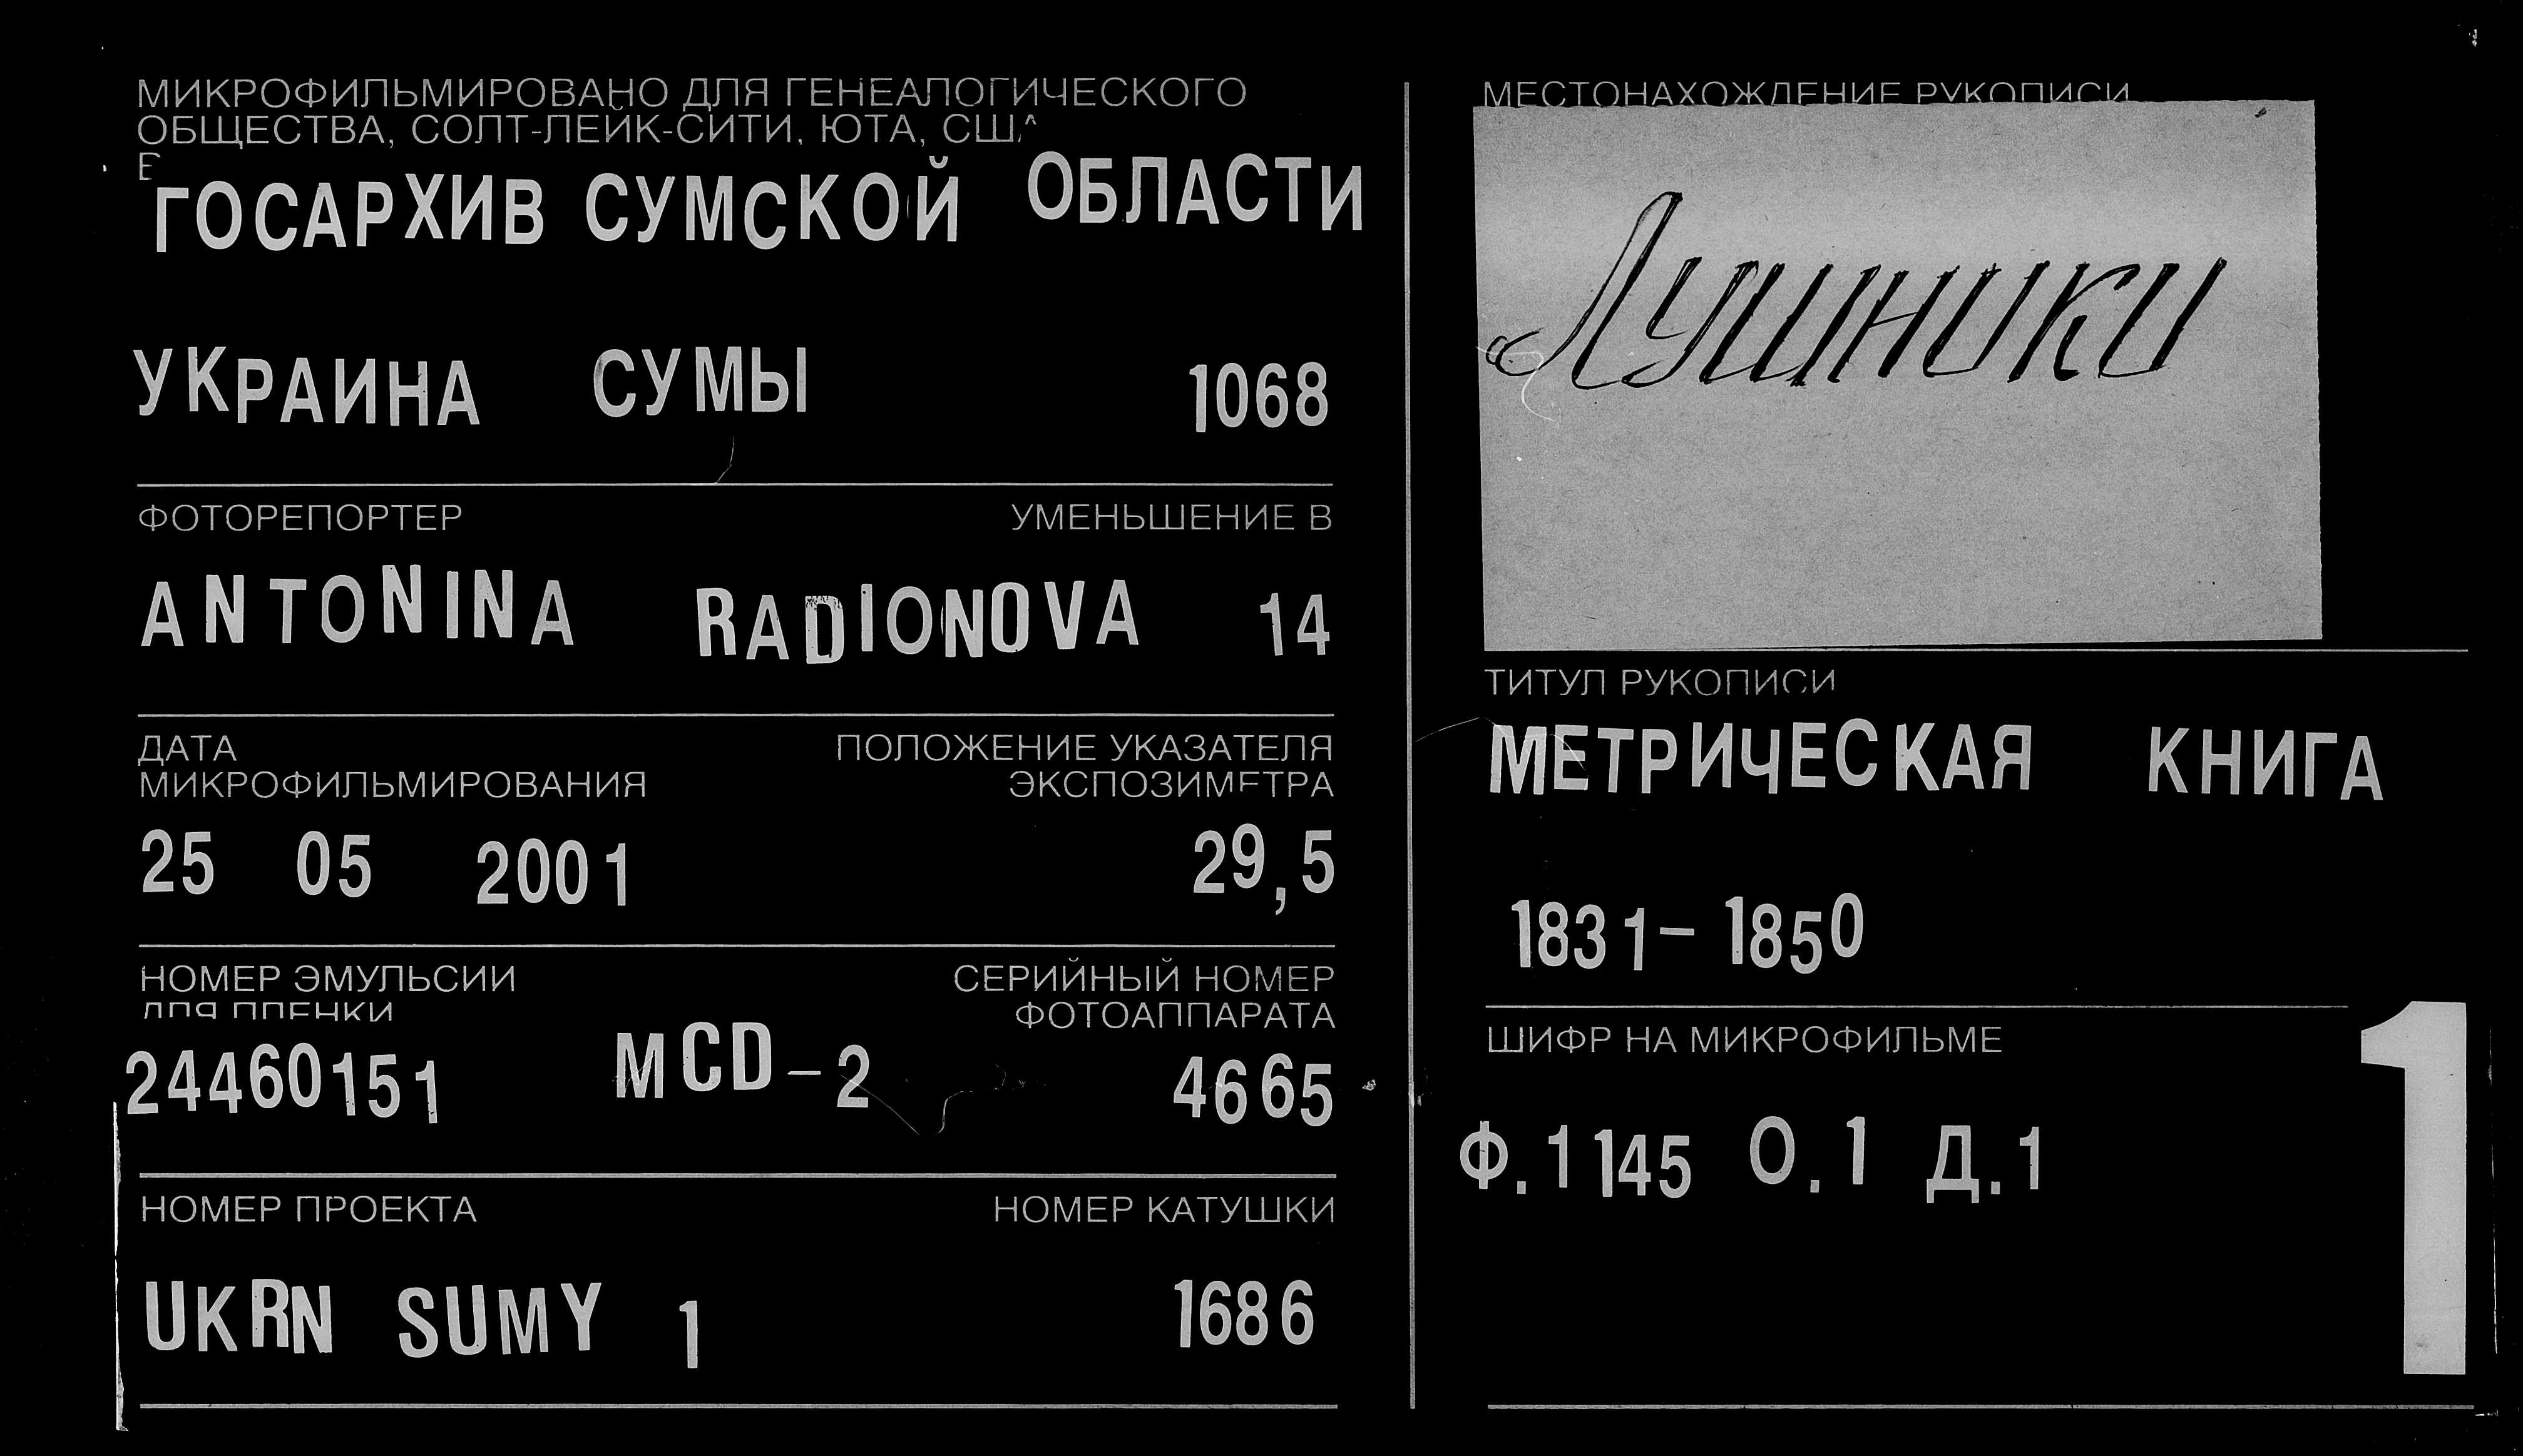 МИКРОФИЛЬМИРОВАНО ДЛЯ ГЕНЕАЛОГИЧЕСКОГО
ОБЩЕСТВА, СОЛТ-ЛЕЙК-СИТИ, ЮТА, США
В
ГОСАРХИВ СУМСКОЙ ОБЛАСТИ
УКРАИНА СУМЫ 1068
ФОТОРЕПОРТЕР УМЕНЬШЕНИЕ В
ANTONINA RADIONOVA 14
ДАТА ПОЛОЖЕНИЕ УКАЗАТЕЛЯ
МИКРОФИЛЬМИРОВАНИЯ ЭКСПОЗИМЕТРА
25 05 2001 29,5
НОМЕР ЭМУЛЬСИИ СЕРИЙНЫЙ НОМЕР
ДЛЯ ПЛЕНКИ ФОТОАППАРАТА
24460151 MCD-2 4665
НОМЕР ПРОЕКТА НОМЕР КАТУШКИ
UKRN SUMY 1 1686
МЕСТОНАХОЖДЕНИЕ РУКОПИСИ
Лушники
ТИТУЛ РУКОПИСИ
МЕТРИЧЕСКАЯ КНИГА
1831-1850
ШИФР НА МИКРОФИЛЬМЕ
Ф.1145 О.1 Д.1
1